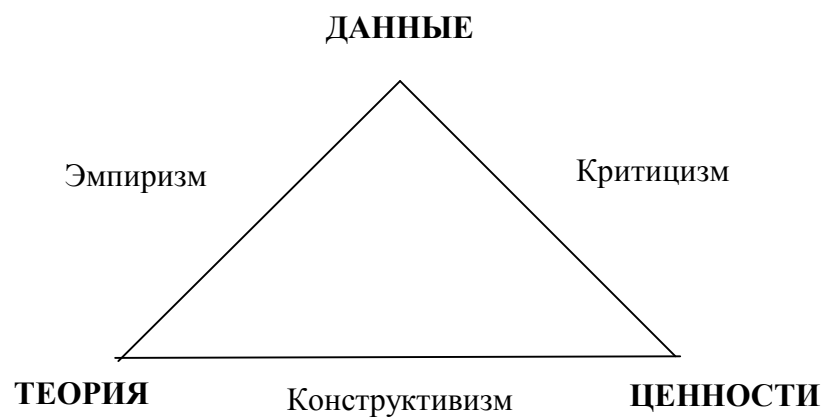 ДАННЫЕ
Эмпиризм
Критицизм
ТЕОРИЯ
Конструктивизм
ЦЕННОСТИ